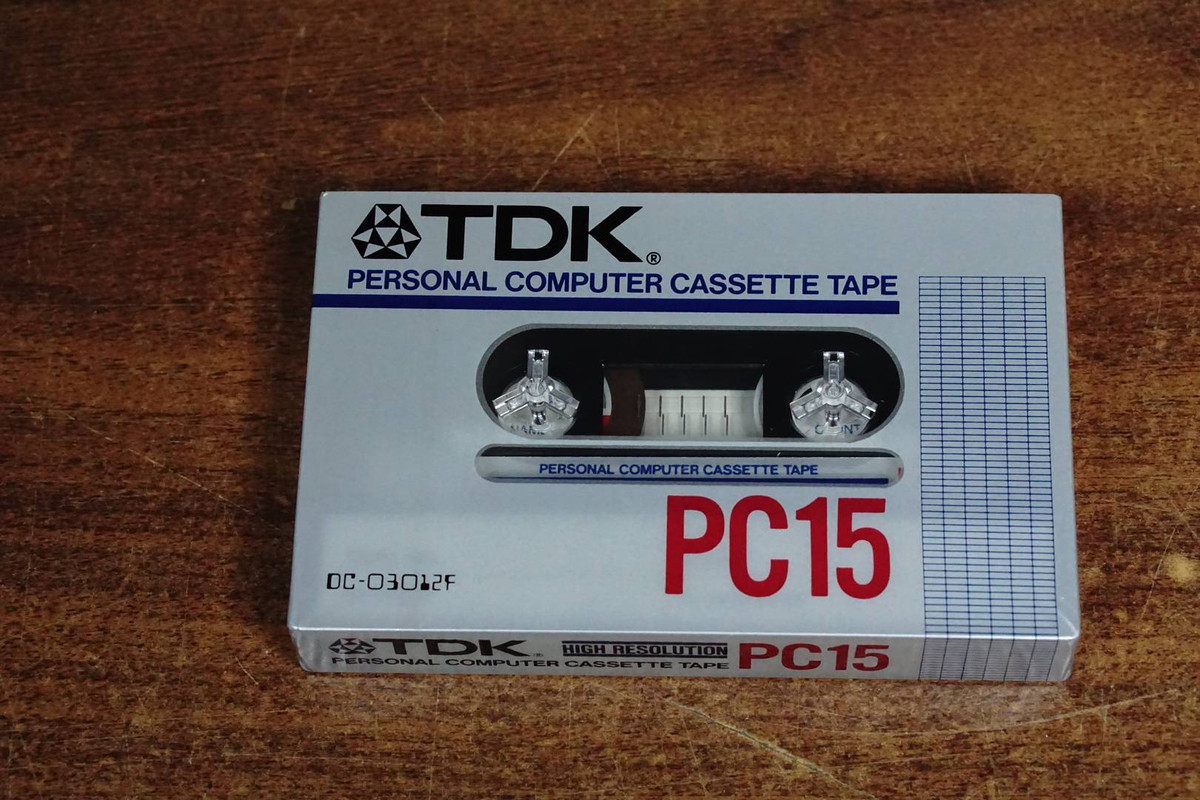 TDK®
PERSONAL COMPUTER CASSETTE TAPE
PERSONAL COMPUTER CASSETTE TAPE
PC15
DC-03012F
TDK® HIGH RESOLUTION PC15
PERSONAL COMPUTER CASSETTE TAPE